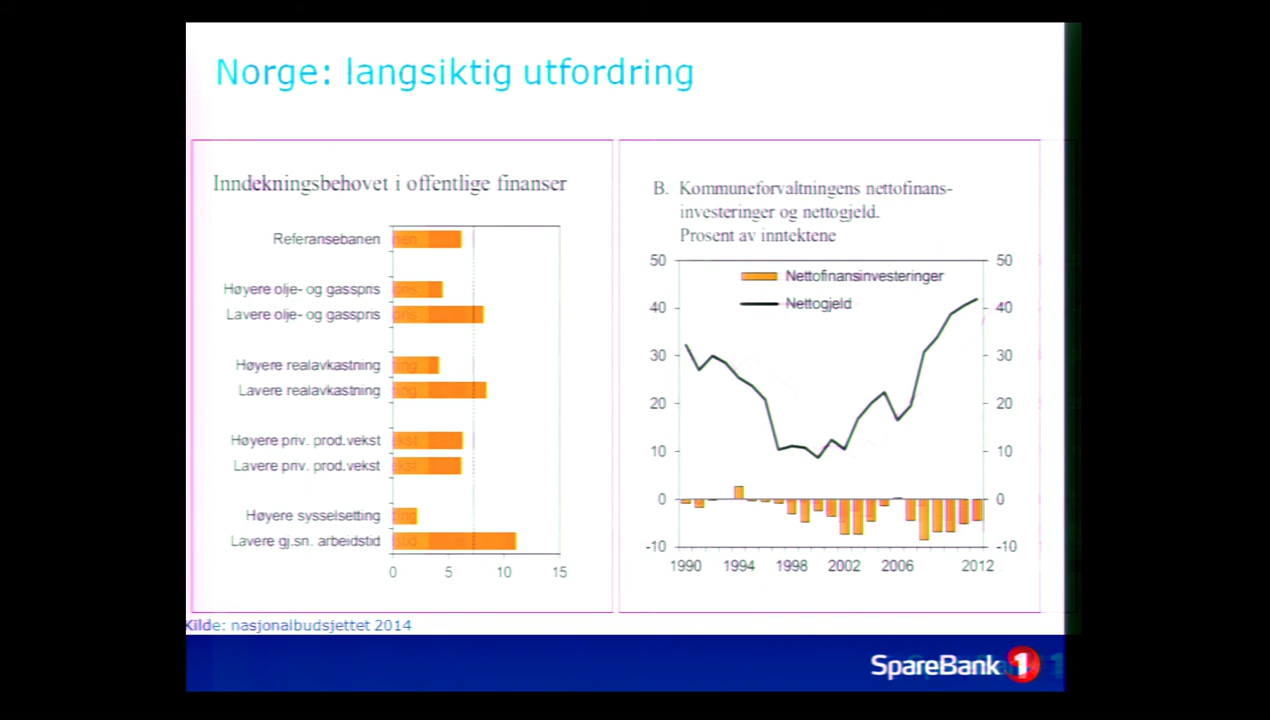 Norge: langsiktig utfordring
Inndekningsbehovet i offentlige finanser
Referansebanen
Høyere olje- og gasspris
Lavere olje- og gasspris
Høyere realavkastning
Lavere realavkastning
Høyere priv. prod.vekst
Lavere priv. prod.vekst
Høyere sysselsetting
Lavere gj.sn. arbeidstid
0 5 10 15
B. Kommuneforvaltningens nettofinans-
investeringer og nettogjeld.
Prosent av inntektene
50 50
Nettofinansinvesteringer
Nettogjeld
40 40
30 30
20 20
10 10
0 0
-10 -10
1990 1994 1998 2002 2006 2012
Kilde: nasjonalbudsjettet 2014
SpareBank 1